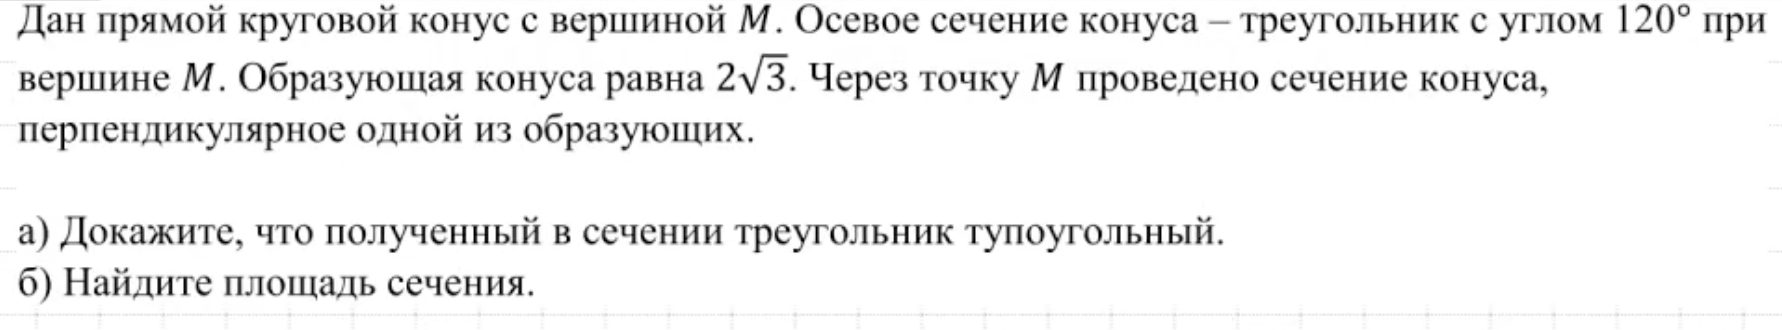 Дан прямой круговой конус с вершиной M. Осевое сечение конуса – треугольник с углом 120° при
вершине M. Образующая конуса равна 2√3. Через точку M проведено сечение конуса,
перпендикулярное одной из образующих.
а) Докажите, что полученный в сечении треугольник тупоугольный.
б) Найдите площадь сечения.